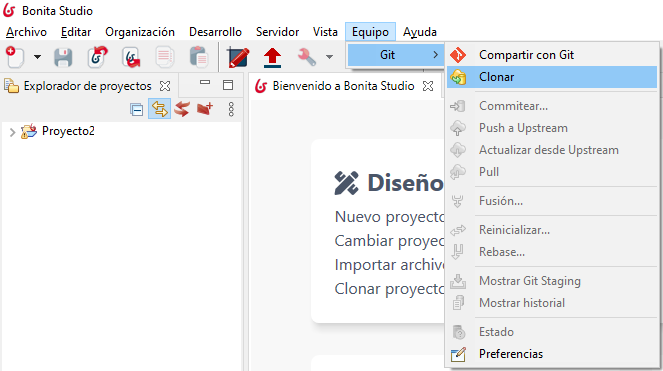 Bonita Studio
Archivo Editar Organización Desarrollo Servidor Vista Equipo Ayuda
Git
Compartir con Git
Clonar
Commitear...
Push a Upstream
Actualizar desde Upstream
Pull
Fusión...
Reinicializar...
Rebase...
Mostrar Git Staging
Mostrar historial
Estado
Preferencias
Explorador de proyectos
Proyecto2
Bienvenido a Bonita Studio
Diseño
Nuevo proyecto
Cambiar proyec
Importar archiv
Clonar proyecto